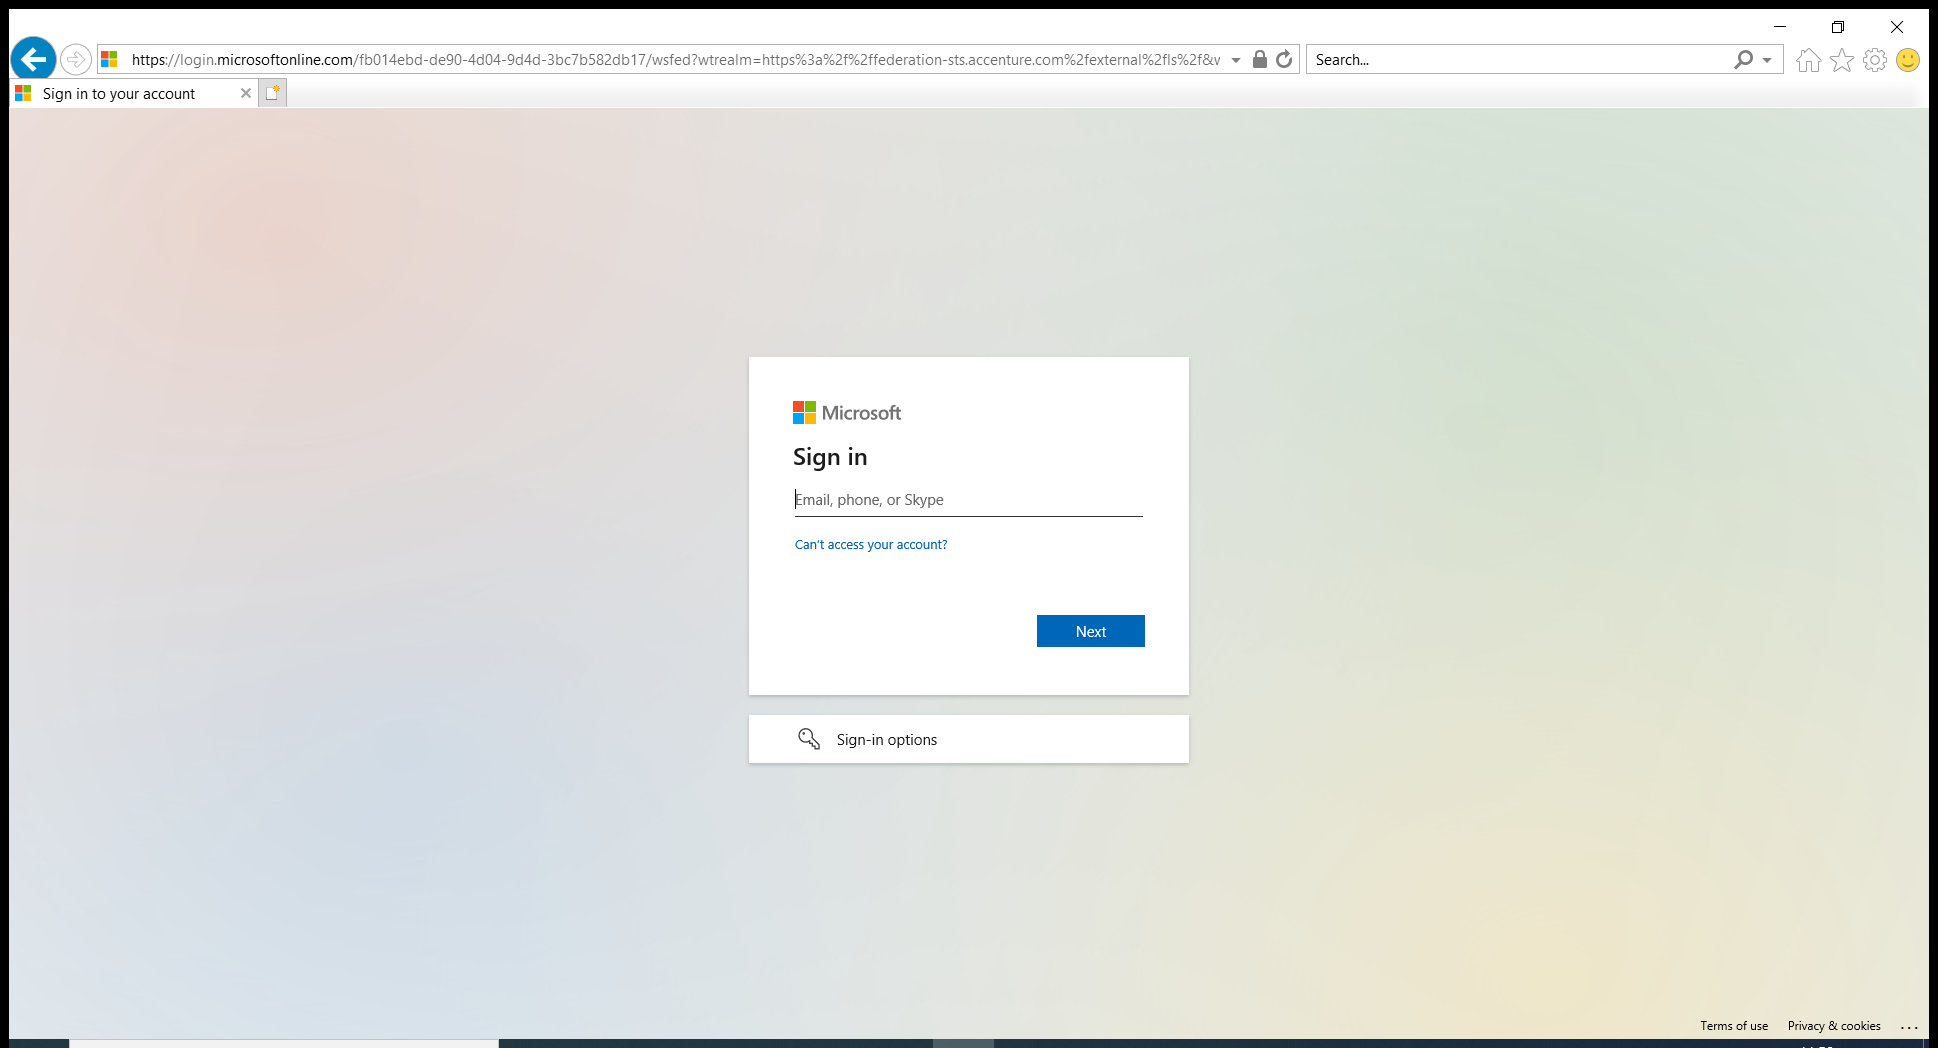 https://login.microsoftonline.com/fb014ebd-de90-4d04-9d4d-3bc7b582db17/wsfed?wtrealm=https%3a%2f%2ffederation-sts.accenture.com%2fexternal%2fls%2f&v
Search...
Sign in to your account
Microsoft
Sign in
Email, phone, or Skype
Can't access your account?
Next
Sign-in options
Terms of use
Privacy & cookies
...